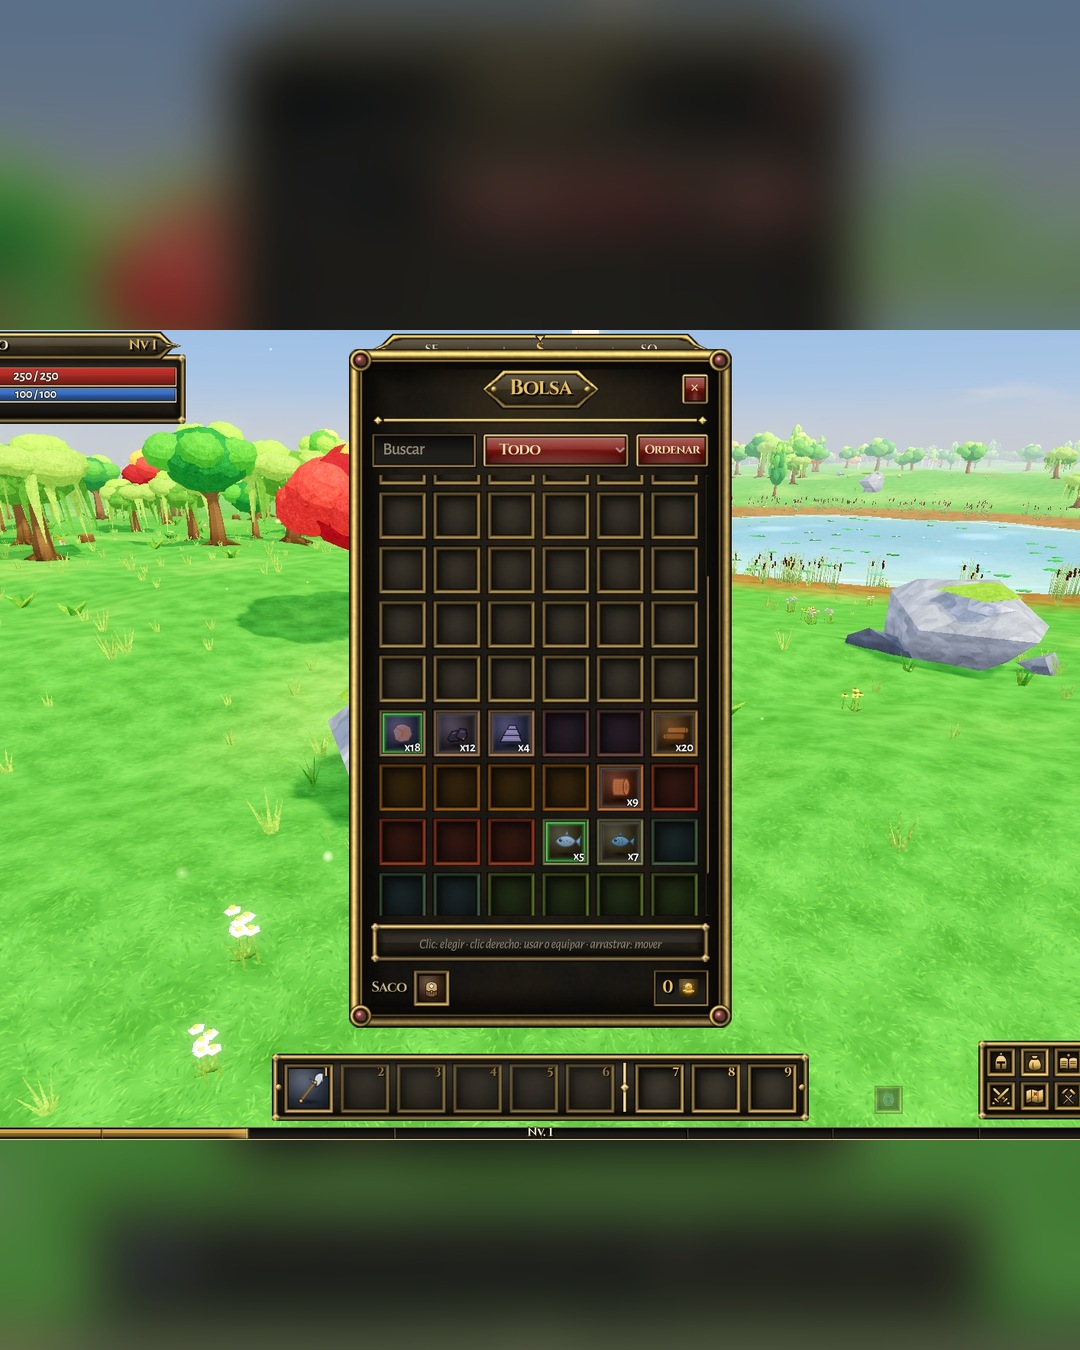 NV 1
250/250
100/100
SE
S
SO
BOLSA
×
Buscar
TODO
ORDENAR
x18
x12
x4
x20
x9
x5
x7
Clic: elegir · clic derecho: usar o equipar · arrastrar: mover
SACO
0
1
2
3
4
5
6
7
8
9
NV. 1